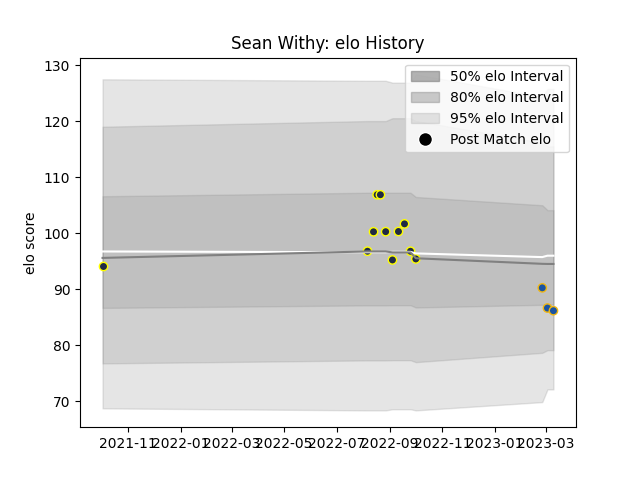 Sean Withy: elo History
130
120
110
100
90
80
70
elo score
50% elo Interval
80% elo Interval
95% elo Interval
Post Match elo
2021-11 2022-01 2022-03 2022-05 2022-07 2022-09 2022-11 2023-01 2023-03